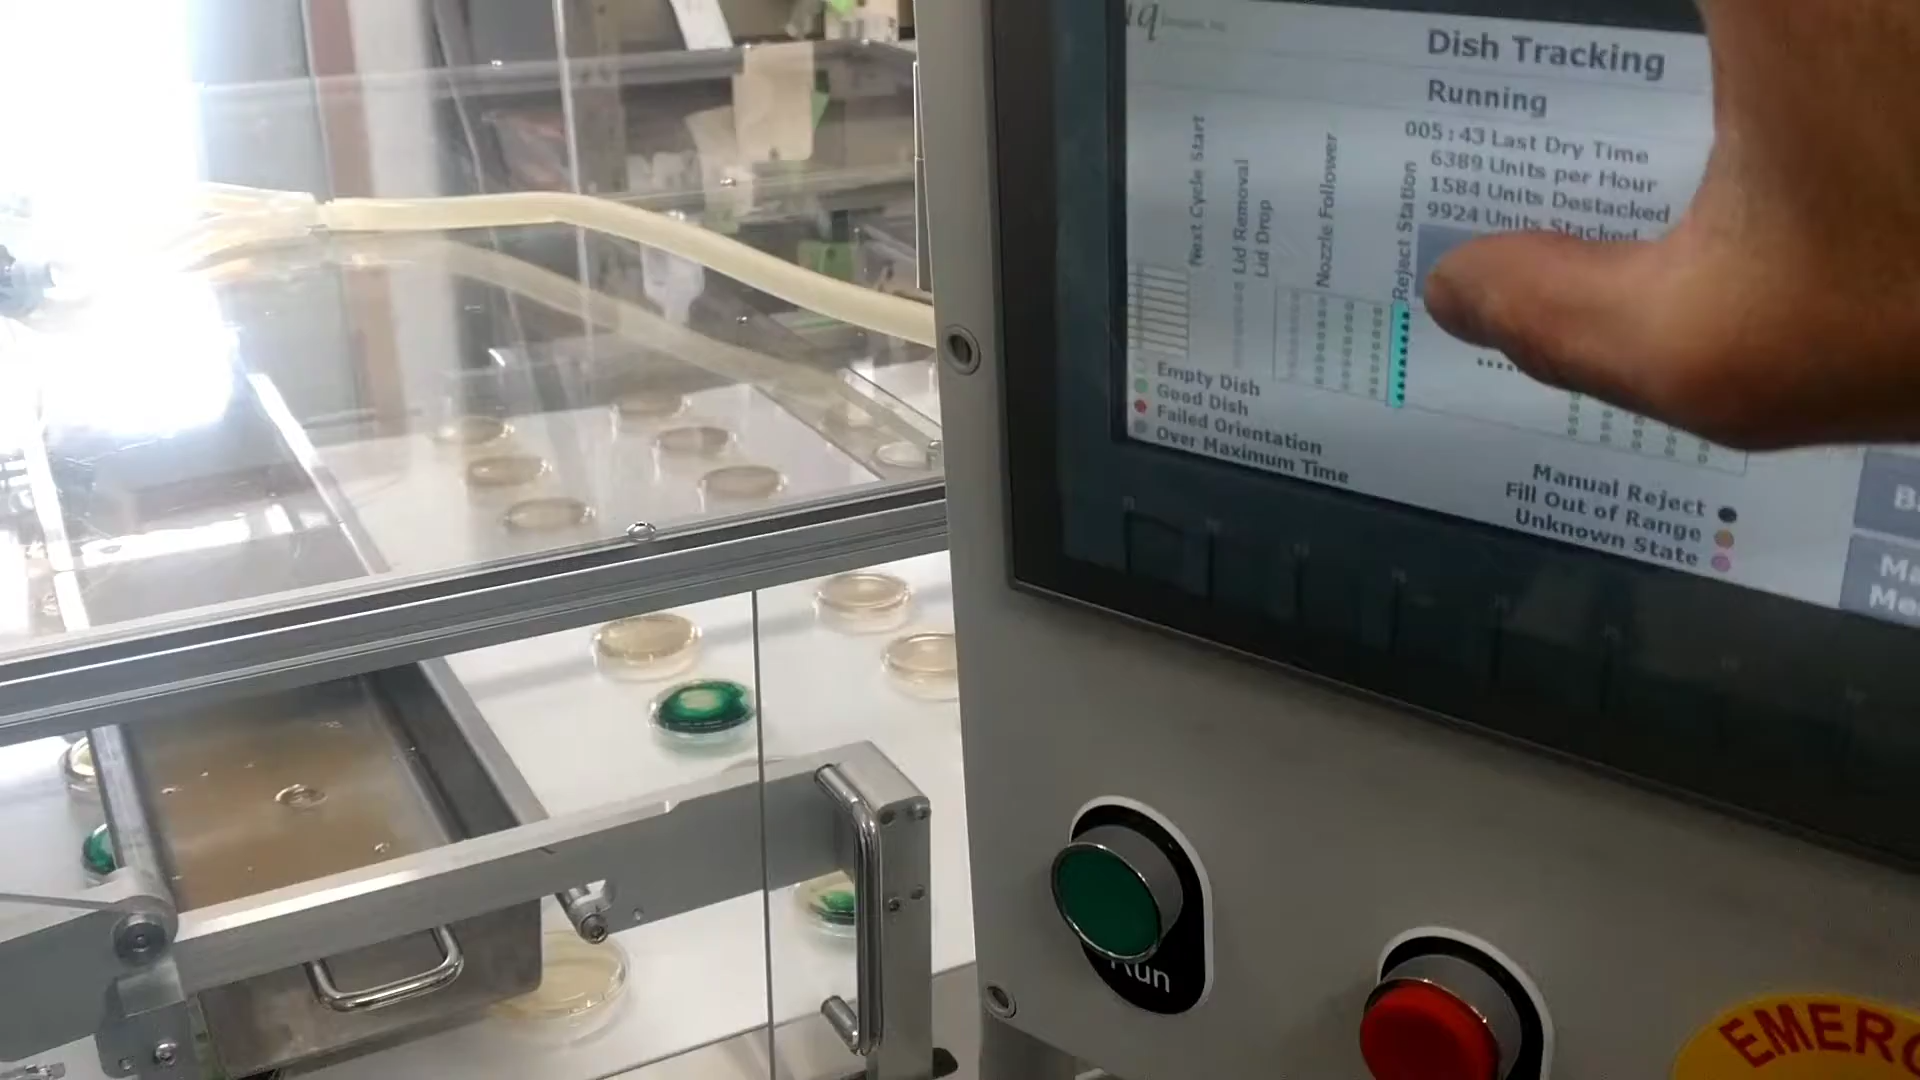 Dish Tracking
Running
005:43 Last Dry Time
6389 Units per Hour
1584 Units Destacked
9924 Units Stacked
Next Cycle Start
Lid Removal
Lid Drop
Nozzle Follower
Reject Station
Empty Dish
Good Dish
Failed Orientation
Over Maximum Time
Manual Reject
Fill Out of Range
Unknown State
Run